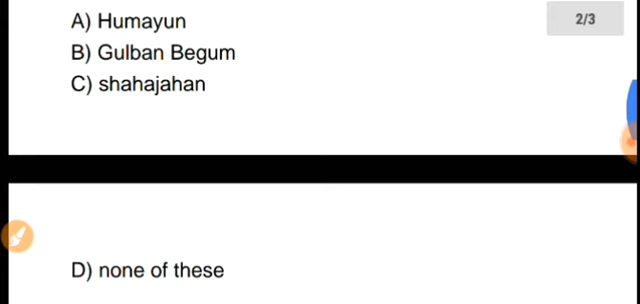 A) Humayun
2/3
B) Gulban Begum
C) shahajahan
D) none of these